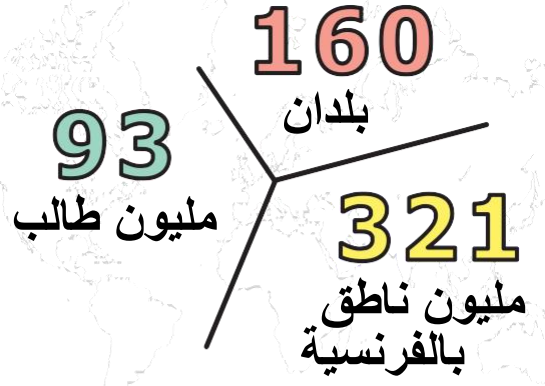 160
بلدان
93
مليون طالب
321
مليون ناطق
بالفرنسية